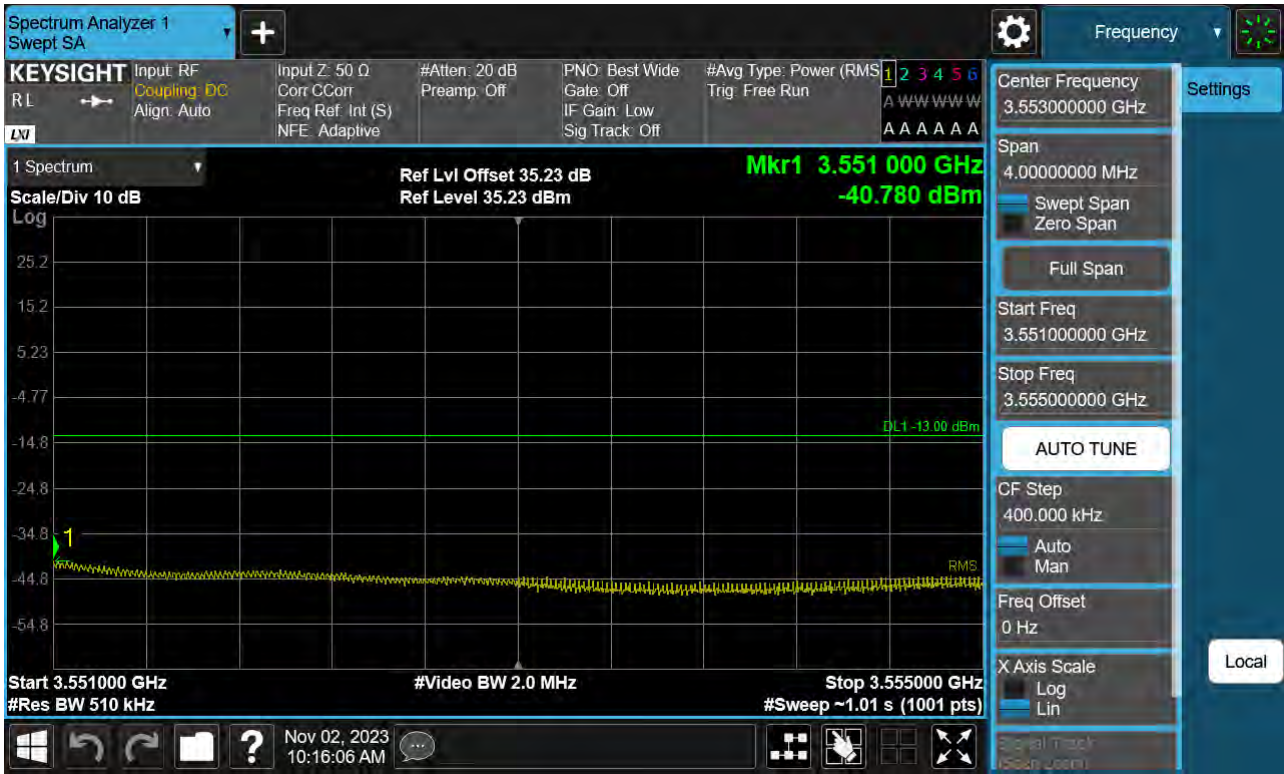 Spectrum Analyzer 1
Swept SA
+
Frequency
KEYSIGHT
RL
LXI
Input: RF
Coupling: DC
Align: Auto
Input Z: 50 Ω
Corr CCorr
Freq Ref: Int (S)
NFE: Adaptive
#Atten: 20 dB
Preamp: Off
PNO: Best Wide
Gate: Off
IF Gain: Low
Sig Track: Off
#Avg Type: Power (RMS
Trig: Free Run
1 2 3 4 5 6
A W W W W W
A A A A A A
1 Spectrum
Scale/Div 10 dB
Log
Ref Lvl Offset 35.23 dB
Ref Level 35.23 dBm
Mkr1 3.551 000 GHz
-40.780 dBm
25.2
15.2
5.23
-4.77
DL1 -13.00 dBm
-14.8
-24.8
-34.8
1
RMS
-44.8
-54.8
Start 3.551000 GHz
#Res BW 510 kHz
#Video BW 2.0 MHz
Stop 3.555000 GHz
#Sweep ~1.01 s (1001 pts)
Center Frequency
3.553000000 GHz
Span
4.00000000 MHz
Swept Span
Zero Span
Full Span
Start Freq
3.551000000 GHz
Stop Freq
3.555000000 GHz
AUTO TUNE
CF Step
400.000 kHz
Auto
Man
Freq Offset
0 Hz
X Axis Scale
Log
Lin
Signal Track
(Span Zoom)
Settings
Local
?
Nov 02, 2023
10:16:06 AM